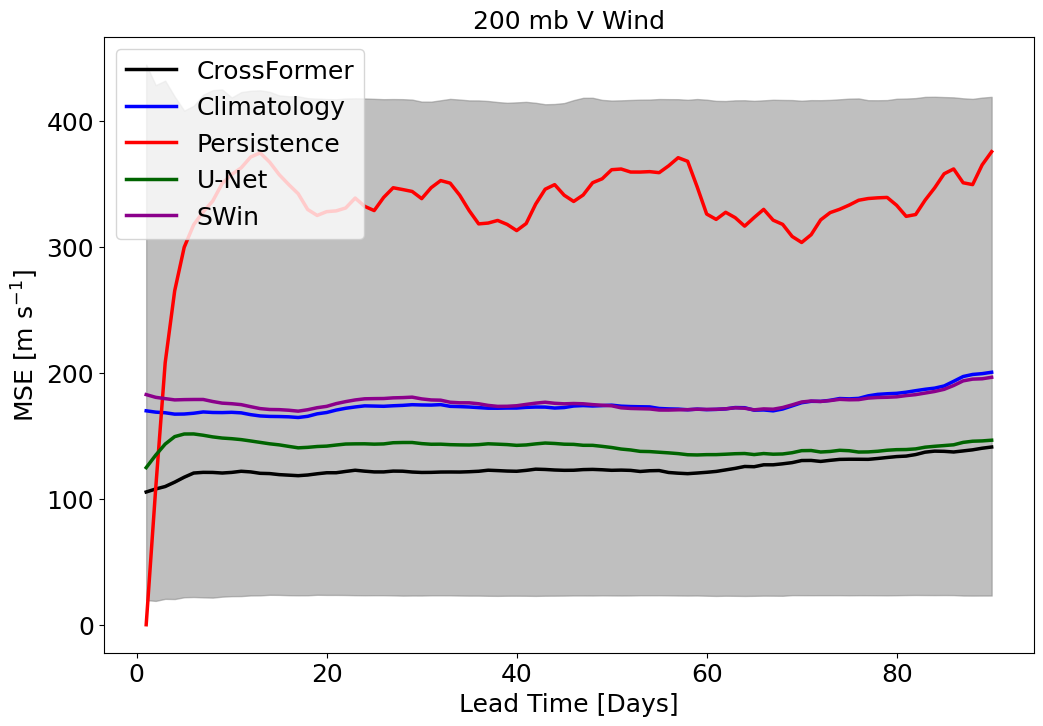 200 mb V Wind
CrossFormer
Climatology
Persistence
U-Net
SWin
400
300
200
100
0
MSE [m s⁻¹]
0 20 40 60 80
Lead Time [Days]